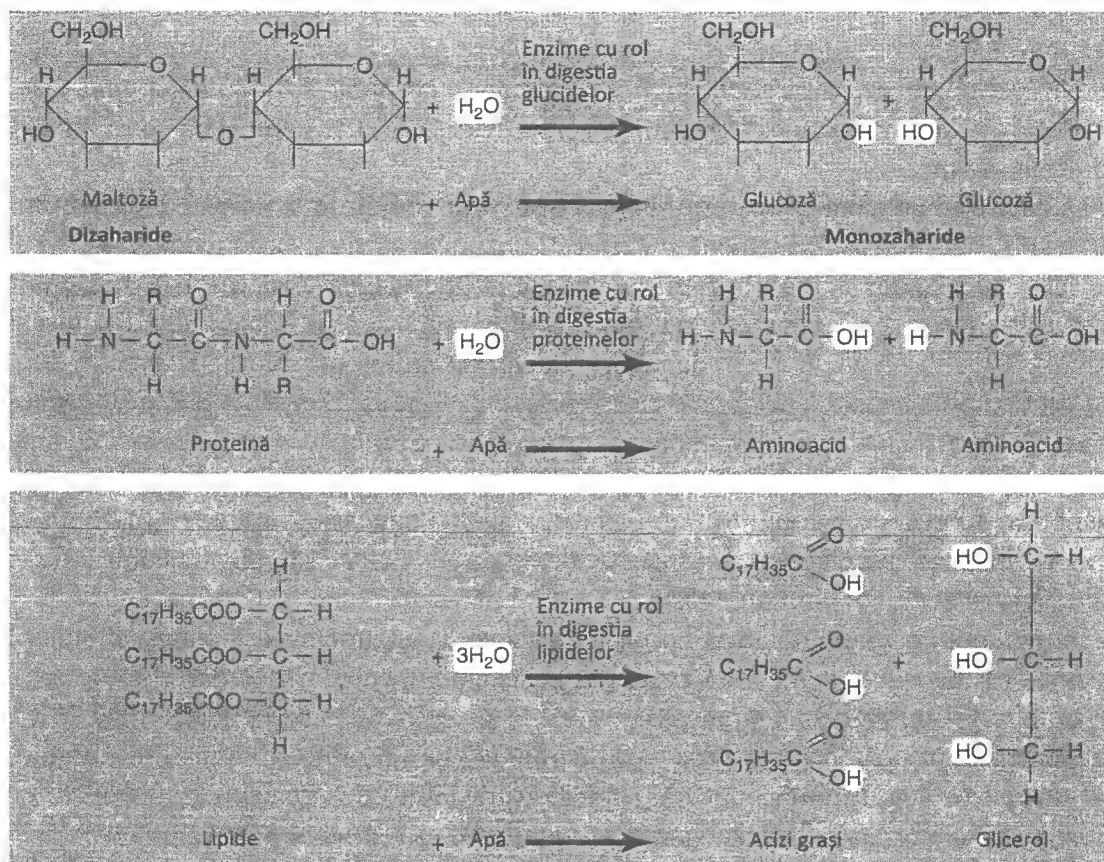 CH₂OH CH₂OH Enzime cu rol CH₂OH CH₂OH
în digestia
glucidelor
H O H H O H + H₂O H O H + H O H
HO O OH HO OH HO OH
Maltoză + Apă Glucoză Glucoză
Dizaharide Monozaharide
H R O H O Enzime cu rol H R O H R O
în digestia
H–N–C–C–N–C–C–OH + H₂O proteinelor H–N–C–C–OH + H–N–C–C–OH
H H R H H
Proteină + Apă Aminoacid Aminoacid
H O H
C₁₇H₃₅C HO–C–H
H OH
C₁₇H₃₅COO–C–H Enzime cu rol
în digestia O
C₁₇H₃₅COO–C–H + 3H₂O lipidelor C₁₇H₃₅C + HO–C–H
OH
C₁₇H₃₅COO–C–H O
H C₁₇H₃₅C HO–C–H
OH H
Lipide + Apă Acizi grași Glicerol